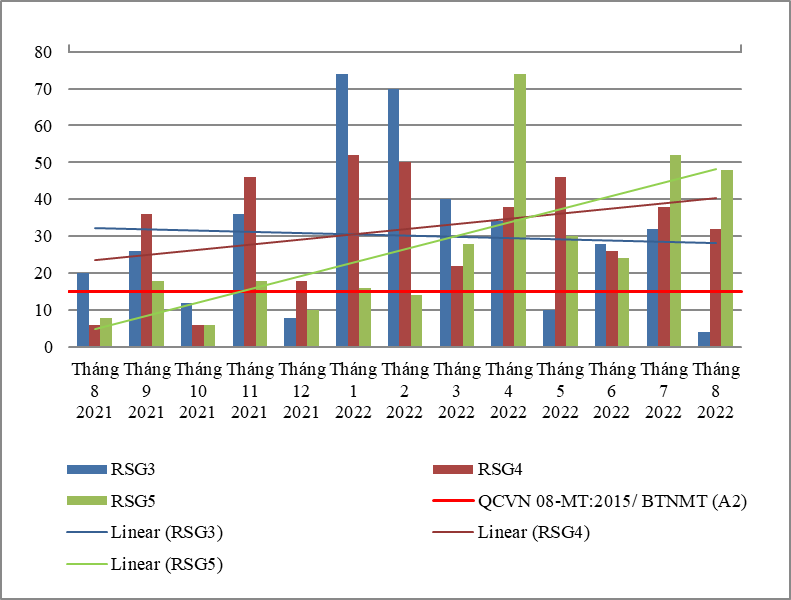 80
70
60
50
40
30
20
10
0
Tháng Tháng Tháng Tháng Tháng Tháng Tháng Tháng Tháng Tháng Tháng Tháng Tháng
8 9 10 11 12 1 2 3 4 5 6 7 8
2021 2021 2021 2021 2021 2022 2022 2022 2022 2022 2022 2022 2022
RSG3 RSG4
RSG5 QCVN 08-MT:2015/ BTNMT (A2)
Linear (RSG3) Linear (RSG4)
Linear (RSG5)